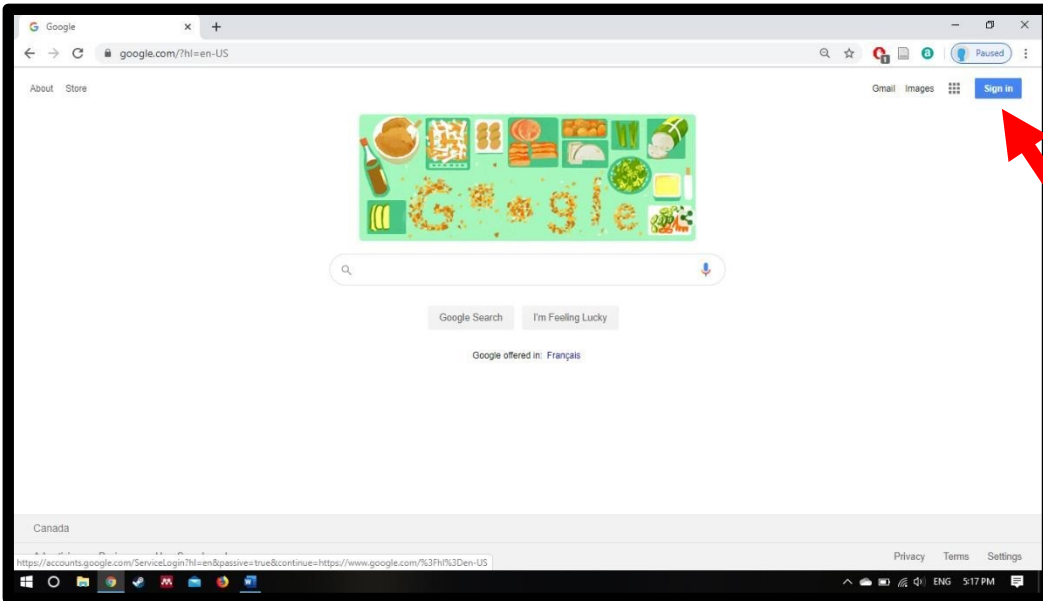 Google
google.com/?hl=en-US
1
a
Paused
About Store
Gmail Images
Sign in
G**gle
Google Search
I'm Feeling Lucky
Google offered in: Français
Canada
Privacy Terms Settings
https://accounts.google.com/ServiceLogin?hl=en&passive=true&continue=https://www.google.com/%3Fhl%3Den-US
ENG 5:17 PM